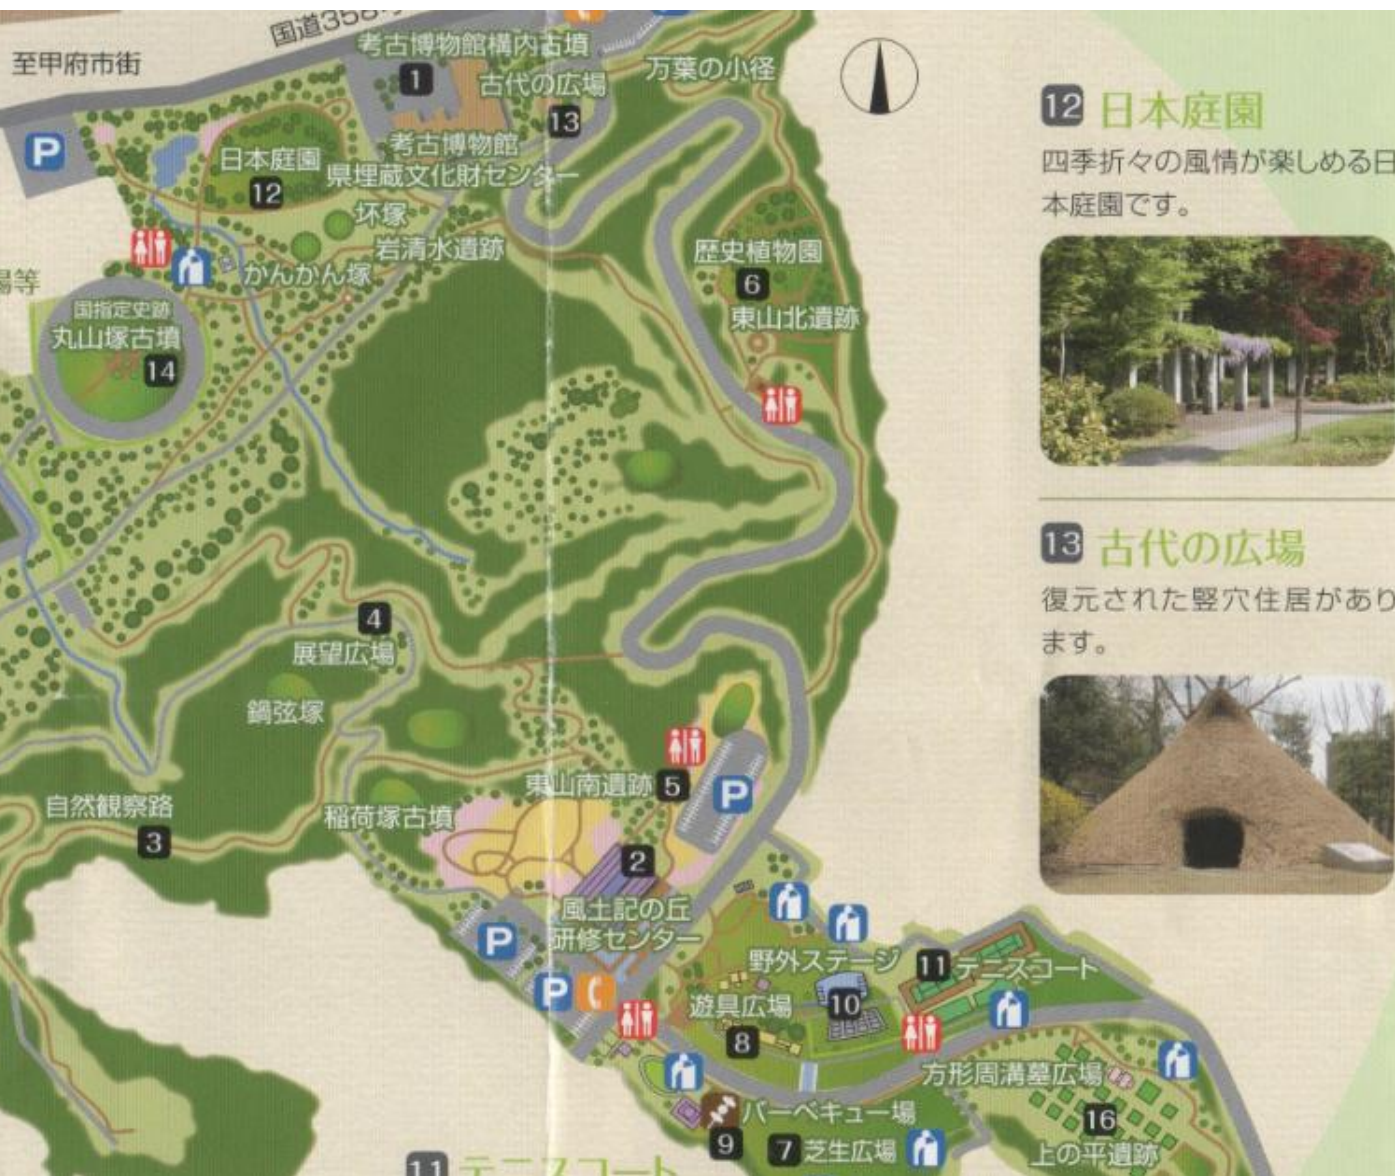 国道358号
至甲府市街
考古博物館構内古墳
1
古代の広場
13
万葉の小径
P
日本庭園
12
考古博物館
県埋蔵文化財センター
坏塚
岩清水遺跡
かんかん塚
場等
国指定史跡
丸山塚古墳
14
歴史植物園
6
東山北遺跡
4
展望広場
鍋弦塚
自然観察路
3
稲荷塚古墳
東山南遺跡 5
P
2
風土記の丘
研修センター
P
P
野外ステージ
10
11 テニスコート
遊具広場
8
方形周溝墓広場
16
上の平遺跡
バーベキュー場
9
7 芝生広場
11 テニスコート
12 日本庭園
四季折々の風情が楽しめる日
本庭園です。
13 古代の広場
復元された竪穴住居があり
ます。